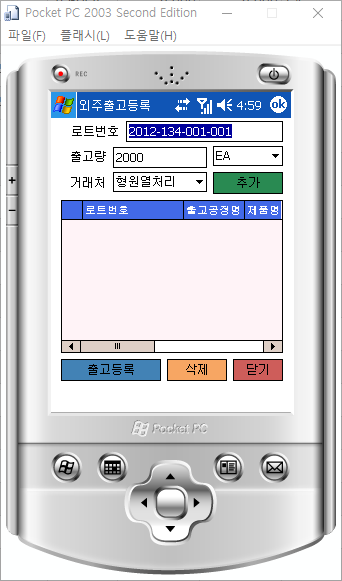 Pocket PC 2003 Second Edition
파일(F) 플래시(L) 도움말(H)
REC
외주출고등록 4:59 ok
로트번호 2012-134-001-001
출고량 2000 EA
거래처 형원열처리 추가
로트번호 출고공정명 제품명
출고등록 삭제 닫기
Pocket PC